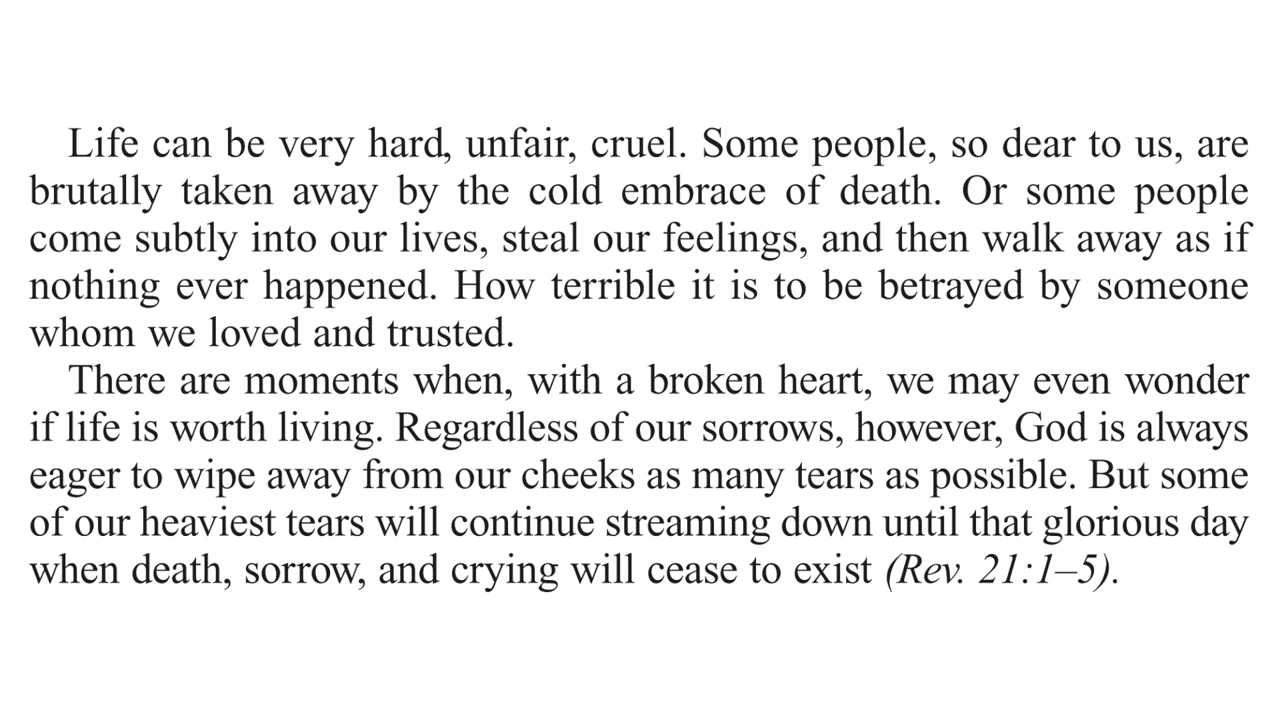 Life can be very hard, unfair, cruel. Some people, so dear to us, are
brutally taken away by the cold embrace of death. Or some people
come subtly into our lives, steal our feelings, and then walk away as if
nothing ever happened. How terrible it is to be betrayed by someone
whom we loved and trusted.
There are moments when, with a broken heart, we may even wonder
if life is worth living. Regardless of our sorrows, however, God is always
eager to wipe away from our cheeks as many tears as possible. But some
of our heaviest tears will continue streaming down until that glorious day
when death, sorrow, and crying will cease to exist (Rev. 21:1–5).